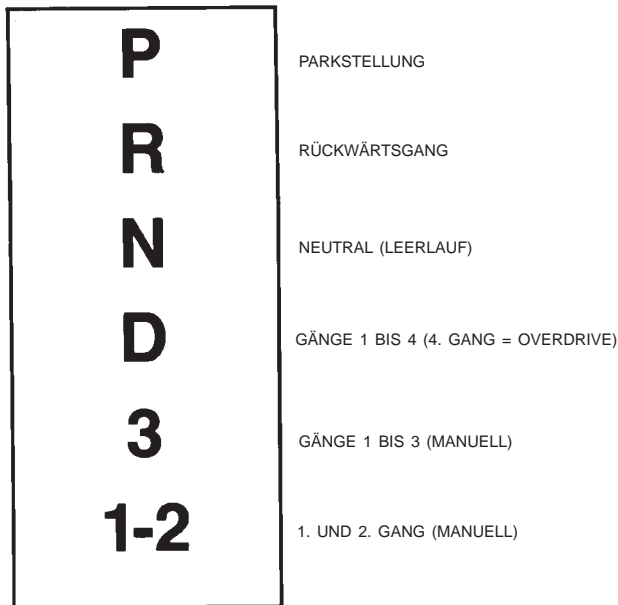 P PARKSTELLUNG
R RÜCKWÄRTSGANG
N NEUTRAL (LEERLAUF)
D GÄNGE 1 BIS 4 (4. GANG = OVERDRIVE)
3 GÄNGE 1 BIS 3 (MANUELL)
1-2 1. UND 2. GANG (MANUELL)